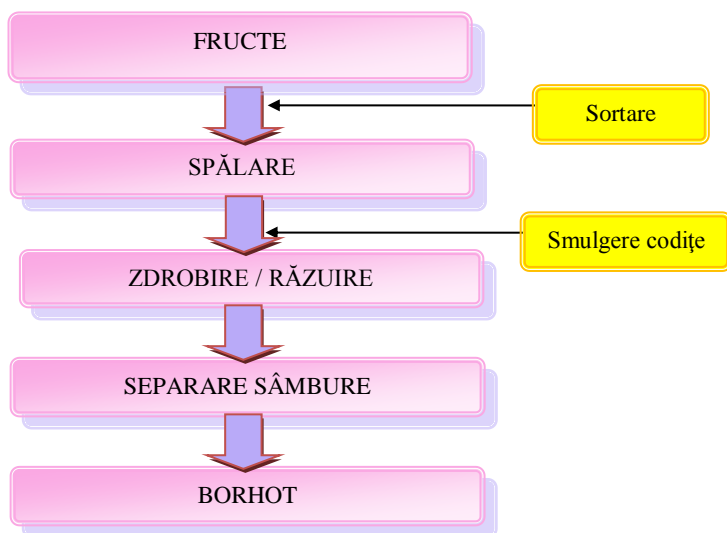 FRUCTE
Sortare
SPĂLARE
Smulgere codiţe
ZDROBIRE / RĂZUIRE
SEPARARE SÂMBURE
BORHOT